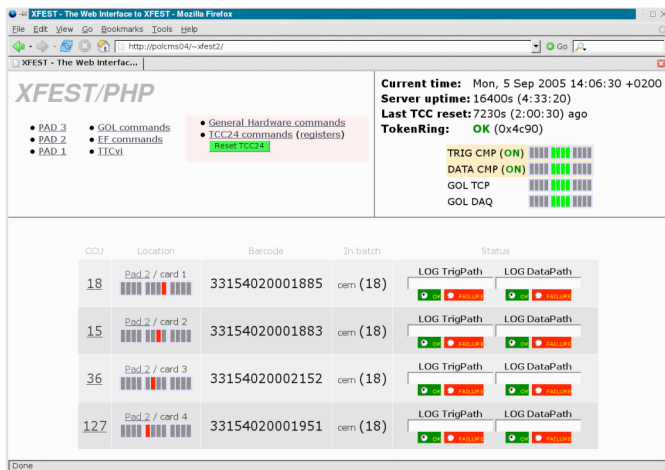 XFEST - The Web Interface to XFEST - Mozilla Firefox
File Edit View Go Bookmarks Tools Help
http://polcms04/~xfest2/ Go
XFEST - The Web Interfac...
XFEST/PHP
PAD 3
PAD 2
PAD 1
GOL commands
EF commands
TTCvi
General Hardware commands
TCC24 commands (registers)
Reset TCC24
Current time: Mon, 5 Sep 2005 14:06:30 +0200
Server uptime: 16400s (4:33:20)
Last TCC reset: 7230s (2:00:30) ago
TokenRing: OK (0x4c90)
TRIG CMP (ON)
DATA CMP (ON)
GOL TCP
GOL DAQ
CCU Location Barcode In batch Status
18 Pad 2 / card 1 33154020001885 cern (18) LOG TrigPath LOG DataPath
OK FAILURE OK FAILURE
15 Pad 2 / card 2 33154020001883 cern (18) LOG TrigPath LOG DataPath
OK FAILURE OK FAILURE
36 Pad 2 / card 3 33154020002152 cern (18) LOG TrigPath LOG DataPath
OK FAILURE OK FAILURE
127 Pad 2 / card 4 33154020001951 cern (18) LOG TrigPath LOG DataPath
OK FAILURE OK FAILURE
Done